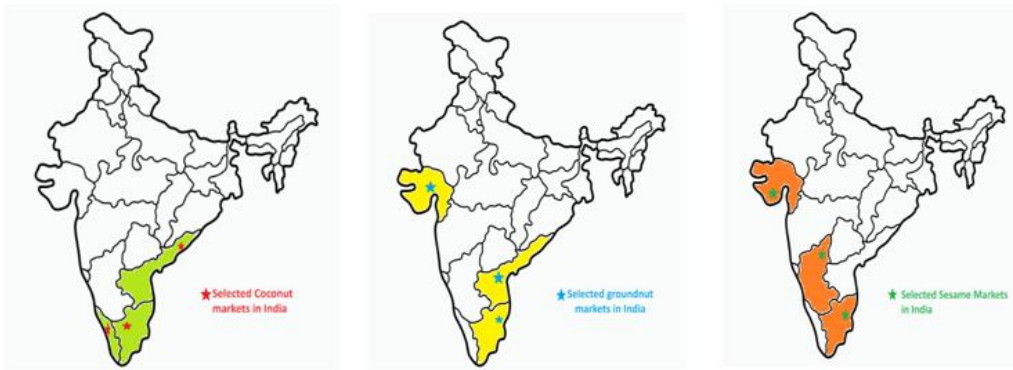 Selected Coconut
markets in India
Selected groundnut
markets in India
Selected Sesame Markets
in India